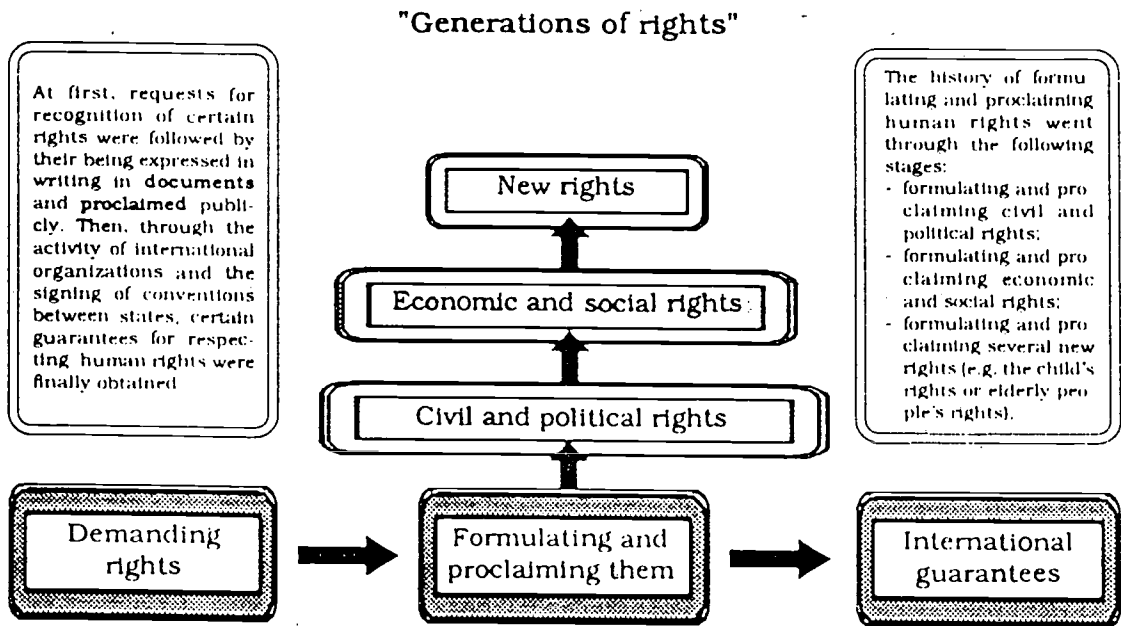 "Generations of rights"
At first, requests for
recognition of certain
rights were followed by
their being expressed in
writing in documents
and proclaimed publi-
cly. Then, through the
activity of international
organizations and the
signing of conventions
between states, certain
guarantees for respec-
ting human rights were
finally obtained
New rights
Economic and social rights
Civil and political rights
The history of formu
lating and proclaiming
human rights went
through the following
stages:
- formulating and pro
claiming civil and
political rights;
- formulating and pro
claiming economic
and social rights;
- formulating and pro
claiming several new
rights (e.g. the child's
rights or elderly peo
ple's rights).
Demanding
rights
Formulating and
proclaiming them
International
guarantees